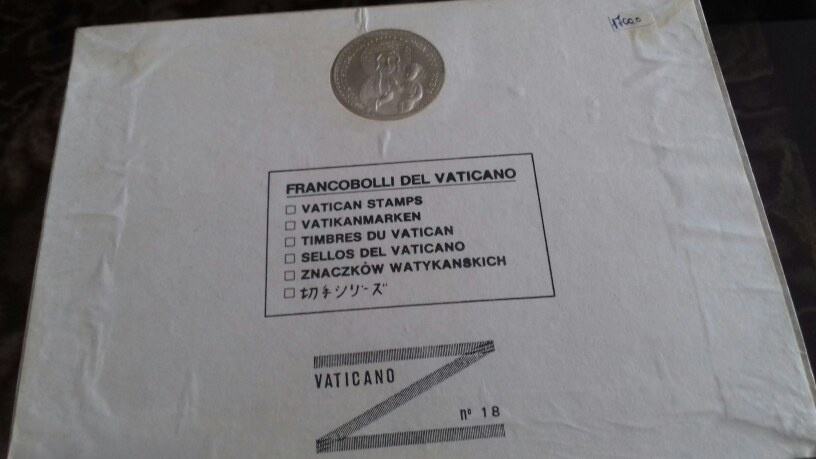 17000
FRANCOBOLLI DEL VATICANO
VATICAN STAMPS
VATIKANMARKEN
TIMBRES DU VATICAN
SELLOS DEL VATICANO
ZNACZKÓW WATYKANSKICH
切手シリーズ
VATICANO
nº 18